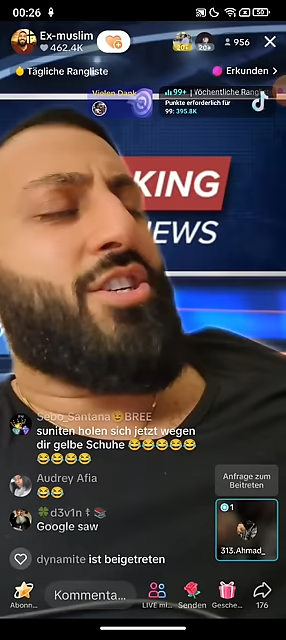 00:26
50
Ex-muslim
462.4K
20+
20+
956
Tägliche Rangliste
Erkunden >
Vielen Dank
99+ | Wöchentliche Rangl
Punkte erforderlich für
99: 395.8K
KING
NEWS
Sebo_Santana BREE
suniten holen sich jetzt wegen
dir gelbe Schuhe 😂😂😂😂😂
😂😂😂😂
Audrey Afia
😂😂
🍀 d3v1n
Google saw
dynamite ist beigetreten
Anfrage zum
Beitreten
1
313.Ahmad_
Kommenta...
Abonn...
LIVE mi...
Senden
Gesche...
176